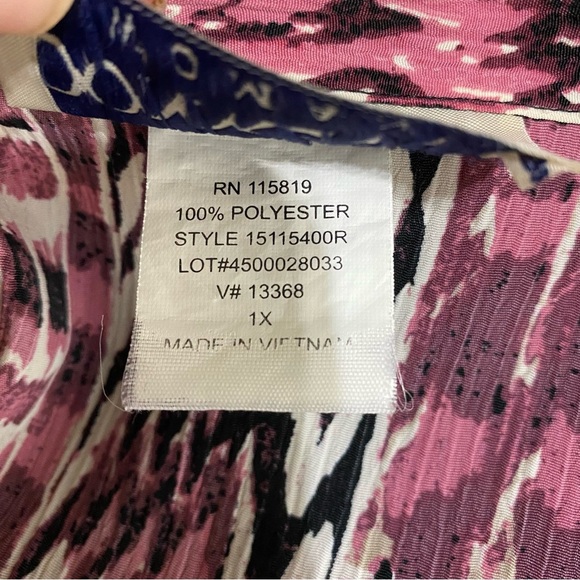 RN 115819
100% POLYESTER
STYLE 15115400R
LOT#4500028033
V# 13368
1X
MADE IN VIETNAM